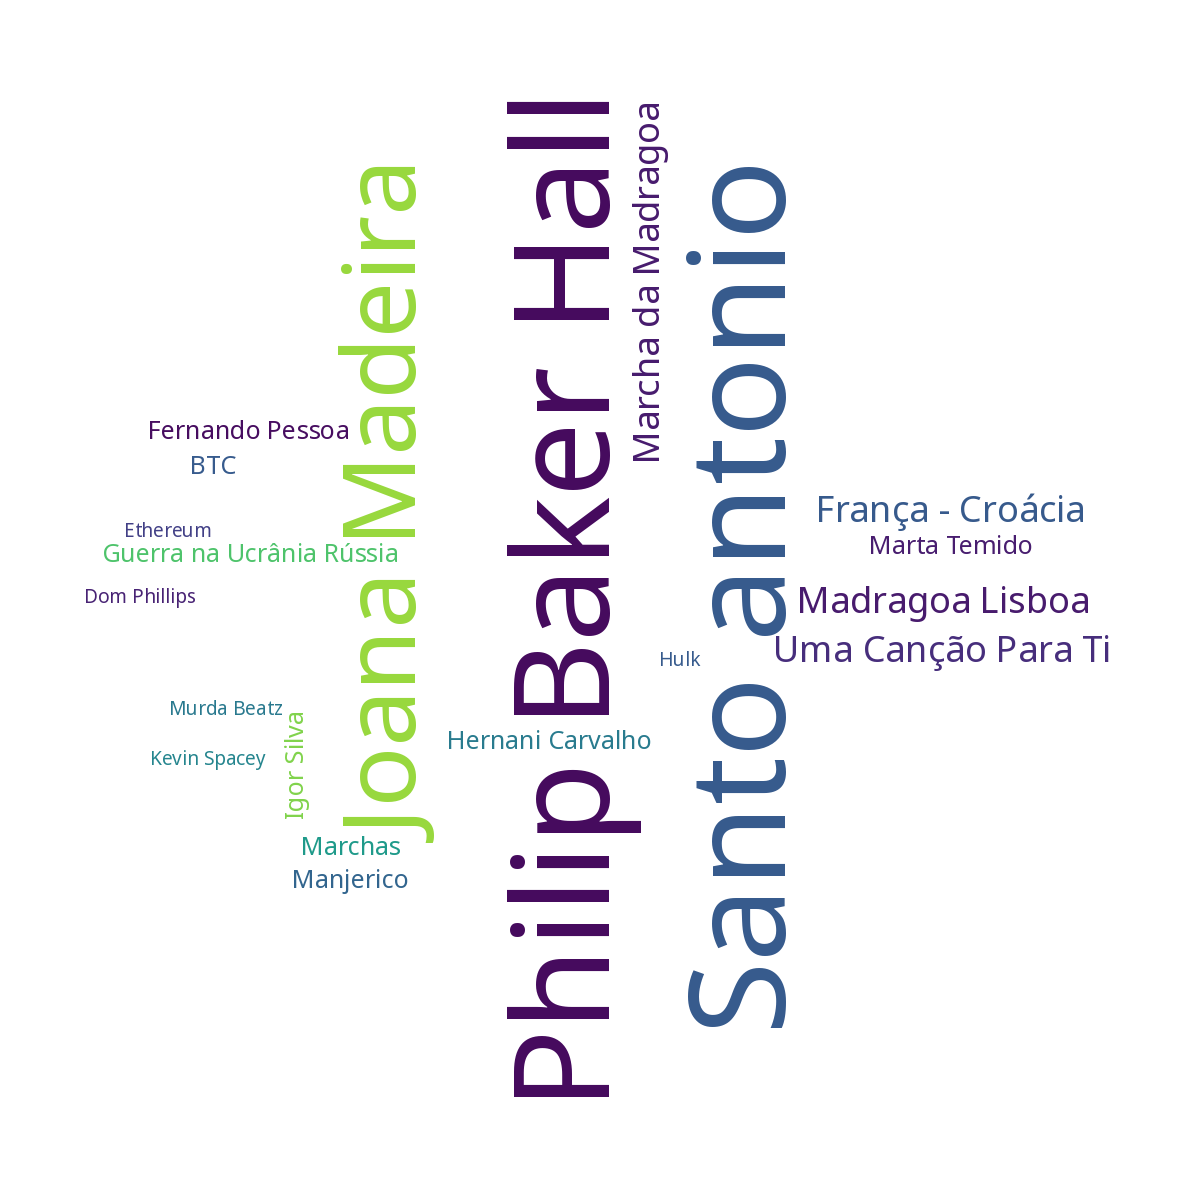 Joana Madeira
Philip Baker Hall
Marcha da Madragoa
Santo antonio
Fernando Pessoa
BTC
Ethereum
Guerra na Ucrânia Rússia
Dom Phillips
França - Croácia
Marta Temido
Madragoa Lisboa
Uma Canção Para Ti
Hulk
Murda Beatz
Igor Silva
Hernani Carvalho
Kevin Spacey
Marchas
Manjerico